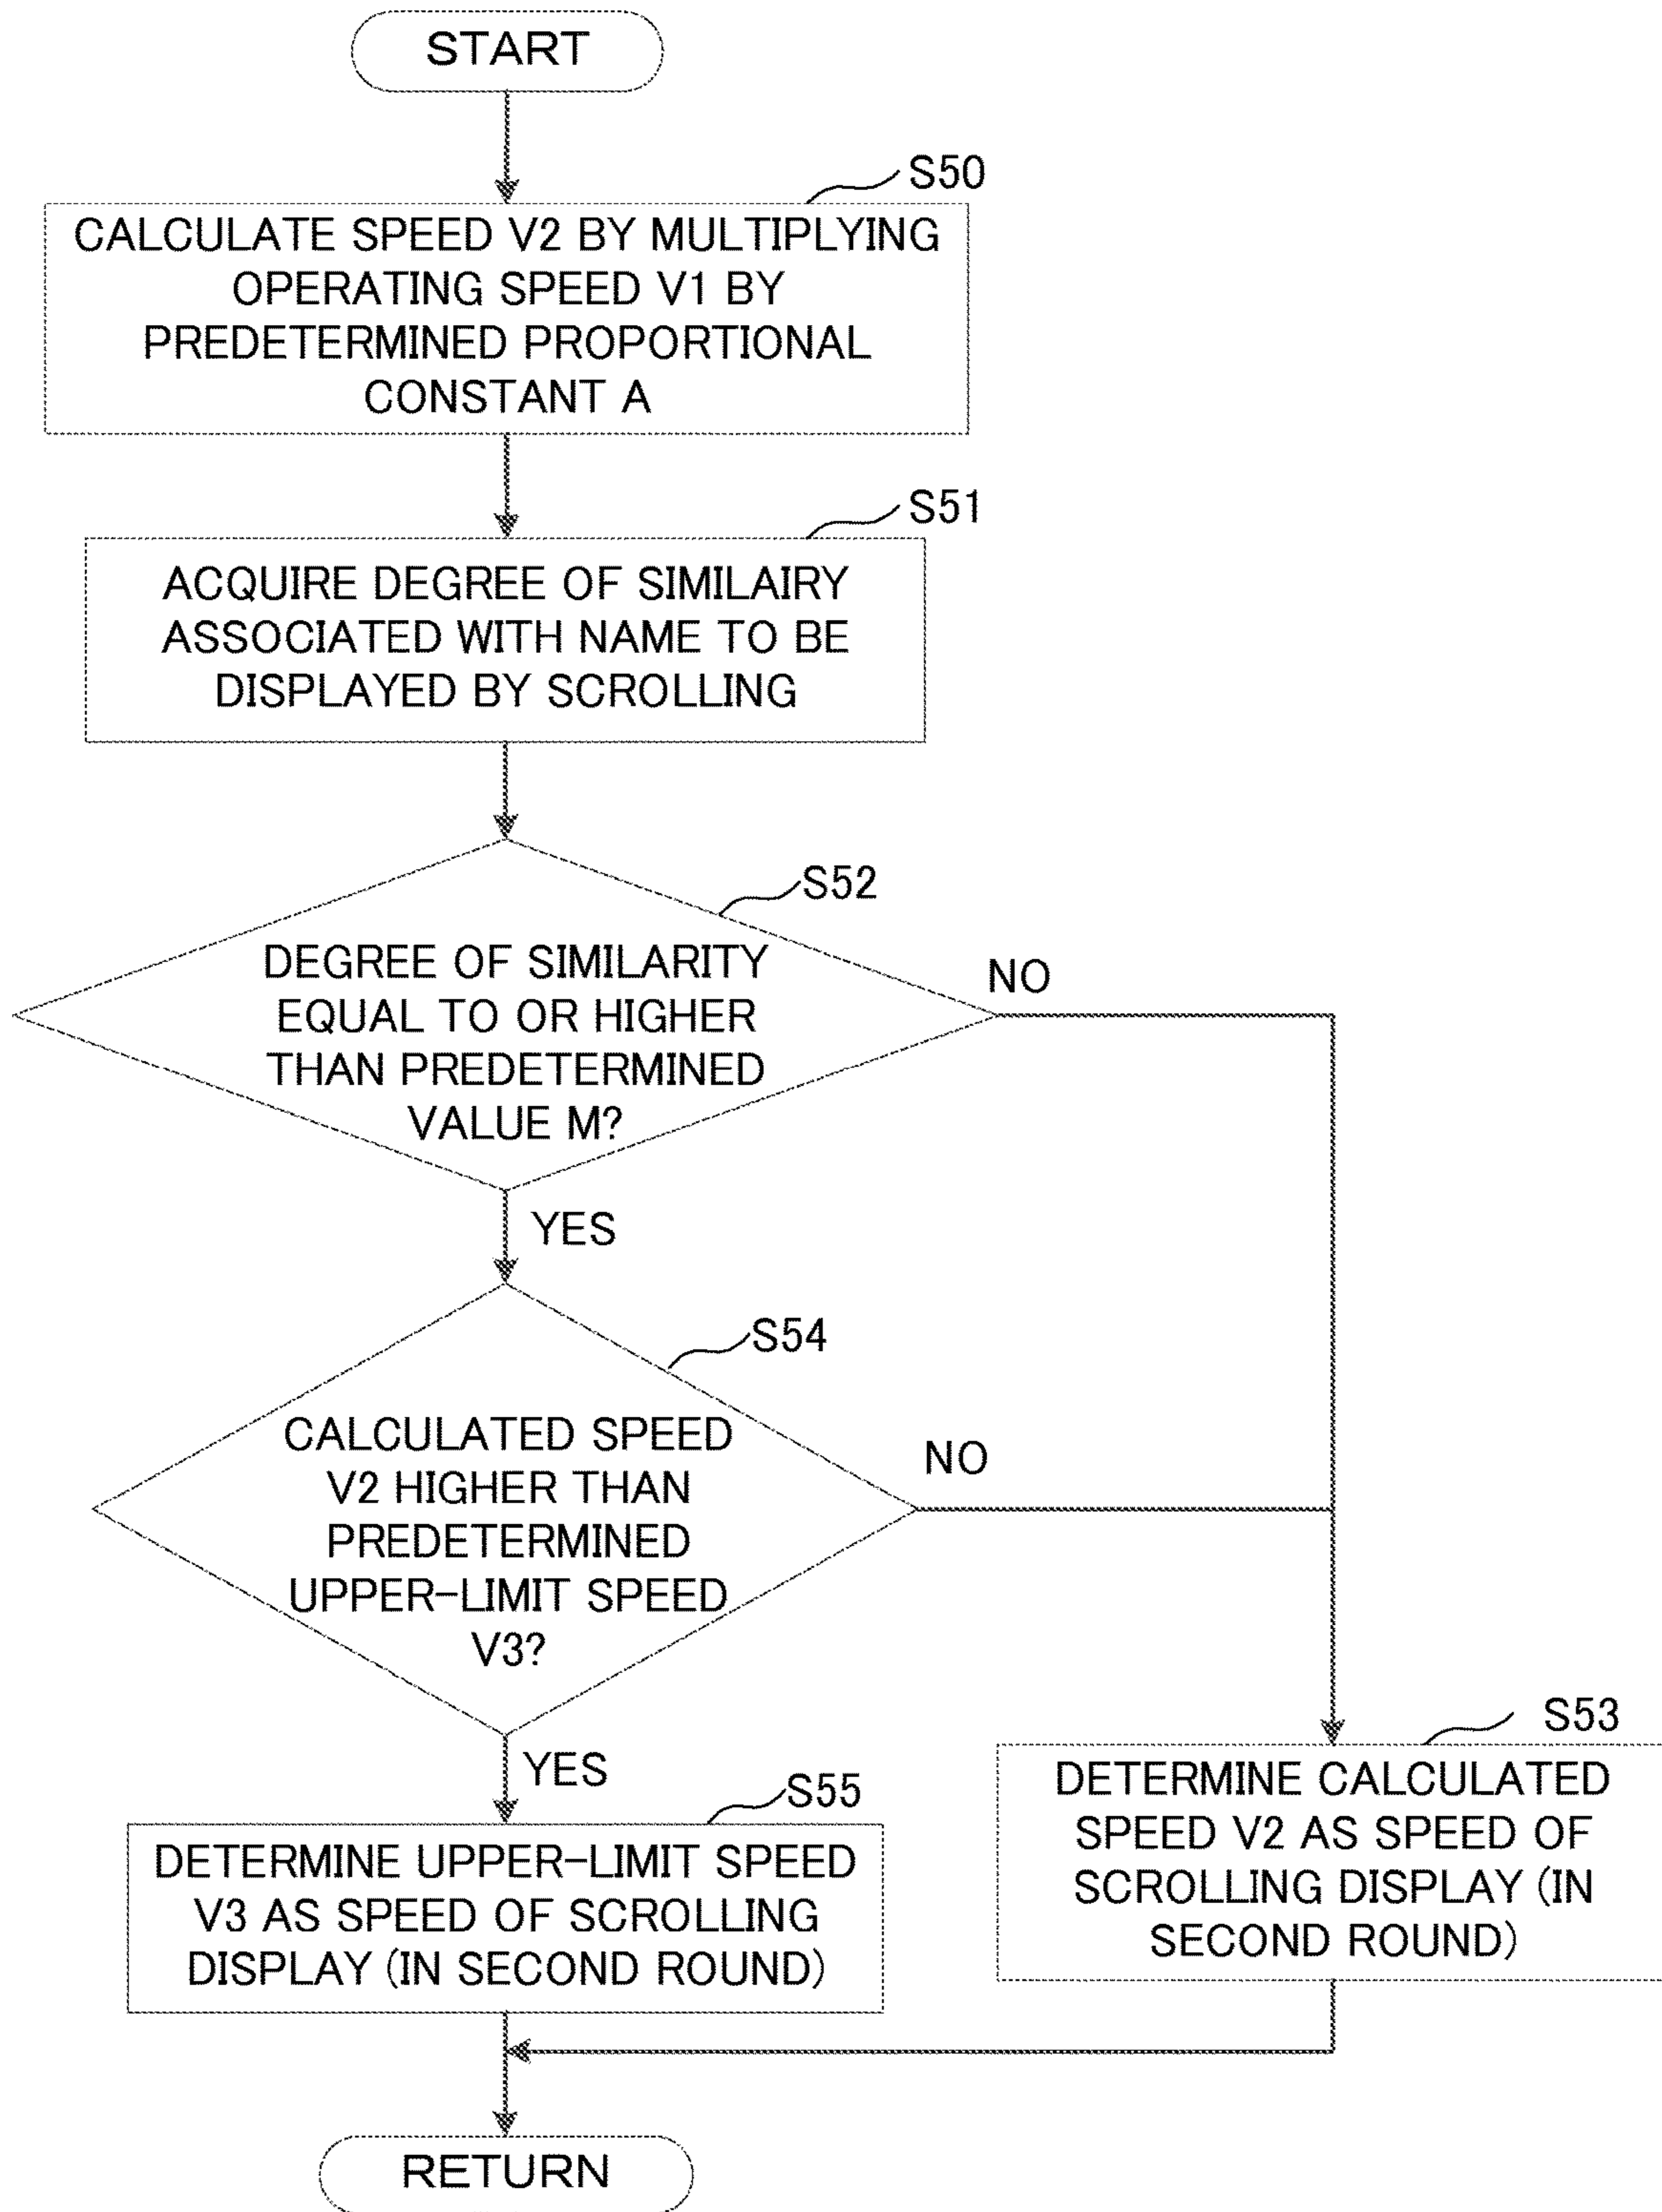 START
S50
CALCULATE SPEED V2 BY MULTIPLYING
OPERATING SPEED V1 BY
PREDETERMINED PROPORTIONAL
CONSTANT A
S51
ACQUIRE DEGREE OF SIMILAIRY
ASSOCIATED WITH NAME TO BE
DISPLAYED BY SCROLLING
S52
DEGREE OF SIMILARITY
EQUAL TO OR HIGHER
THAN PREDETERMINED
VALUE M?
NO
YES
S54
CALCULATED SPEED
V2 HIGHER THAN
PREDETERMINED
UPPER-LIMIT SPEED
V3?
NO
YES
S55
DETERMINE UPPER-LIMIT SPEED
V3 AS SPEED OF SCROLLING
DISPLAY (IN SECOND ROUND)
S53
DETERMINE CALCULATED
SPEED V2 AS SPEED OF
SCROLLING DISPLAY (IN
SECOND ROUND)
RETURN